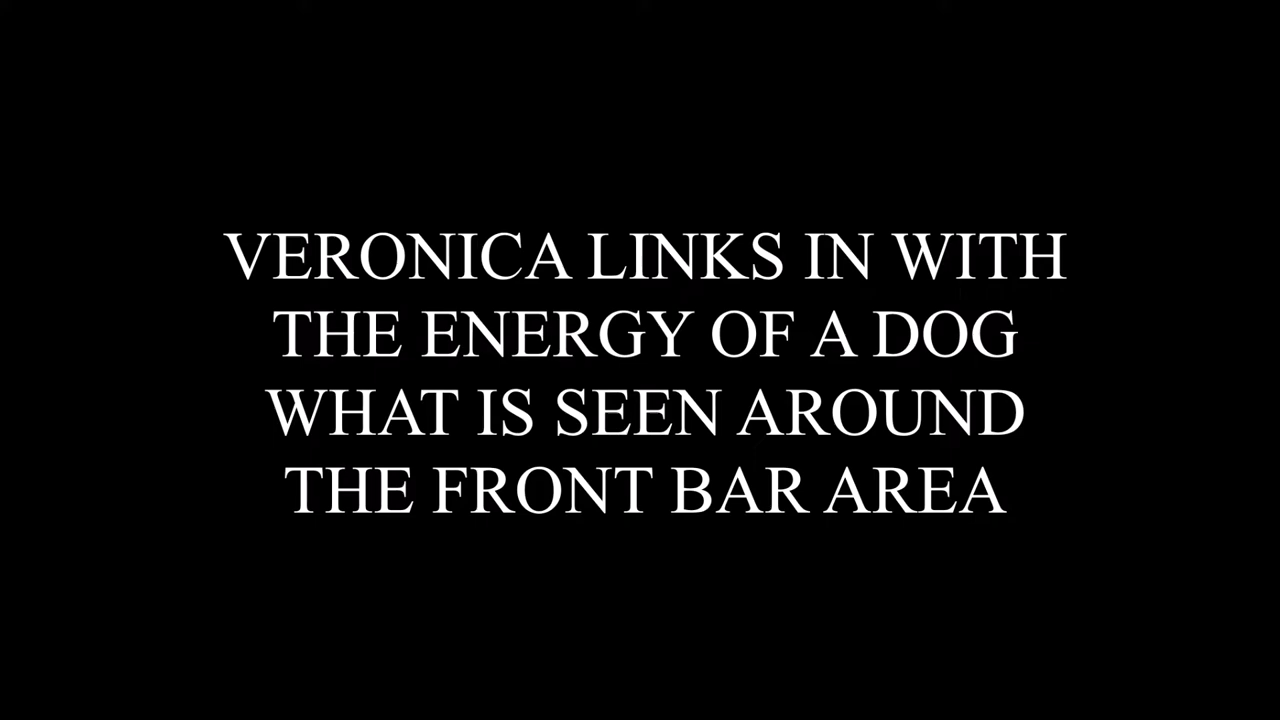 VERONICA LINKS IN WITH
THE ENERGY OF A DOG
WHAT IS SEEN AROUND
THE FRONT BAR AREA